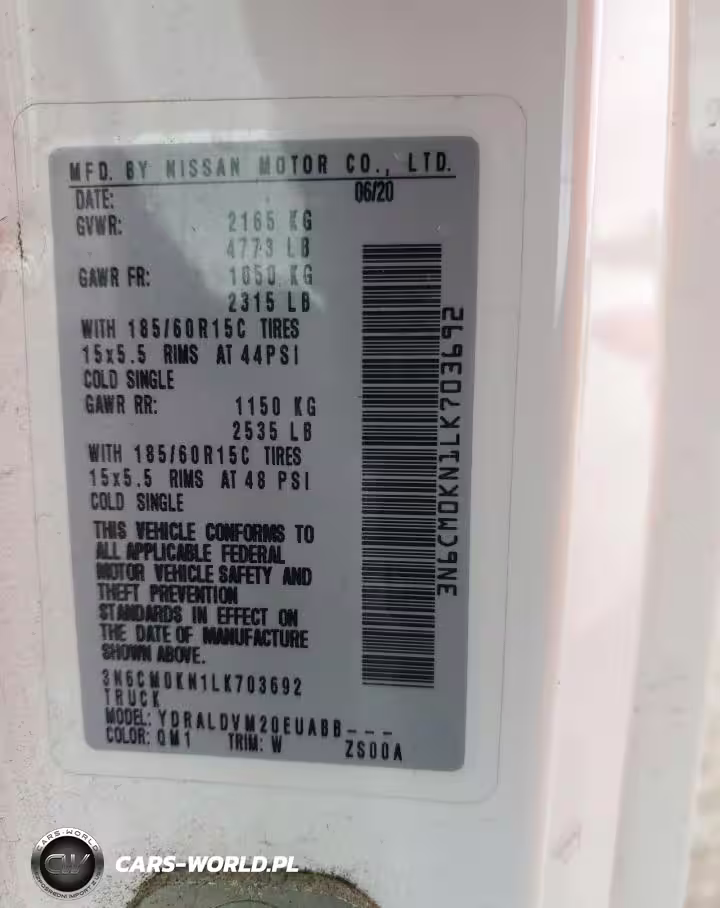 MFD. BY NISSAN MOTOR CO., LTD.
DATE: 06/20
GVWR: 2165 KG
4773 LB
GAWR FR: 1050 KG
2315 LB
WITH 185/60R15C TIRES
15x5.5 RIMS AT 44PSI
COLD SINGLE
GAWR RR: 1150 KG
2535 LB
WITH 185/60R15C TIRES
15x5.5 RIMS AT 48 PSI
COLD SINGLE
THIS VEHICLE CONFORMS TO
ALL APPLICABLE FEDERAL
MOTOR VEHICLE SAFETY AND
THEFT PREVENTION
STANDARDS IN EFFECT ON
THE DATE OF MANUFACTURE
SHOWN ABOVE.
3N6CM0KN1LK703692
TRUCK
MODEL: YDRALDVM20EUABB---
COLOR: QM1 TRIM: W ZS00A
3N6CM0KN1LK703692
CARS-WORLD
CW
CARS-WORLD.PL